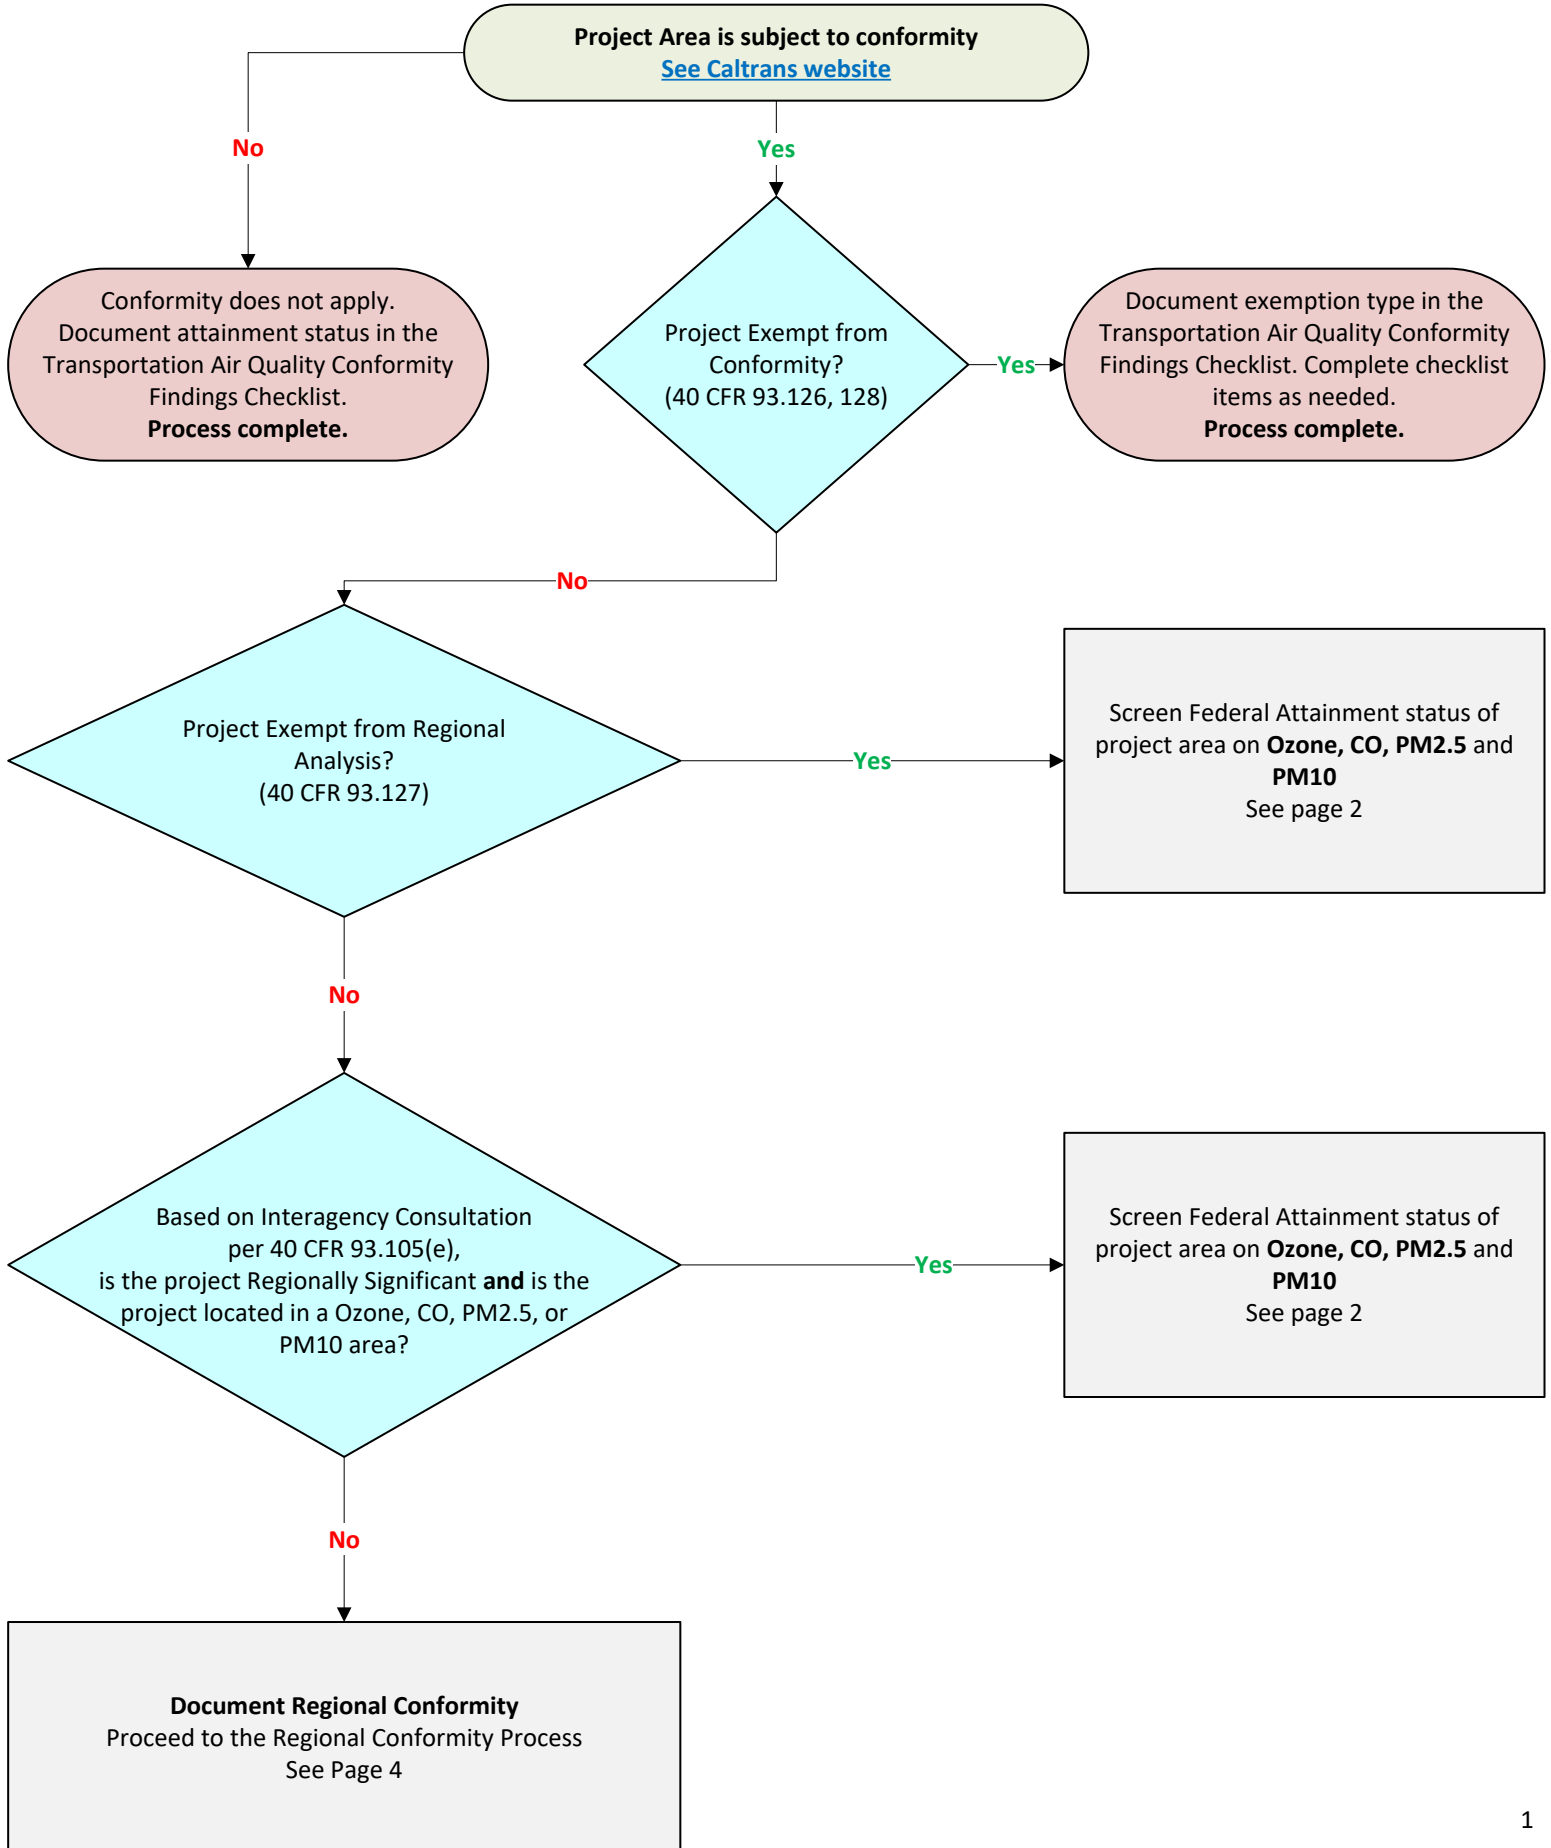 Project Area is subject to conformity
See Caltrans website
No
Yes
Conformity does not apply.
Document attainment status in the
Transportation Air Quality Conformity
Findings Checklist.
Process complete.
Project Exempt from
Conformity?
(40 CFR 93.126, 128)
Yes
Document exemption type in the
Transportation Air Quality Conformity
Findings Checklist. Complete checklist
items as needed.
Process complete.
No
Project Exempt from Regional
Analysis?
(40 CFR 93.127)
Yes
Screen Federal Attainment status of
project area on Ozone, CO, PM2.5 and
PM10
See page 2
No
Based on Interagency Consultation
per 40 CFR 93.105(e),
is the project Regionally Significant and is the
project located in a Ozone, CO, PM2.5, or
PM10 area?
Yes
Screen Federal Attainment status of
project area on Ozone, CO, PM2.5 and
PM10
See page 2
No
Document Regional Conformity
Proceed to the Regional Conformity Process
See Page 4
1